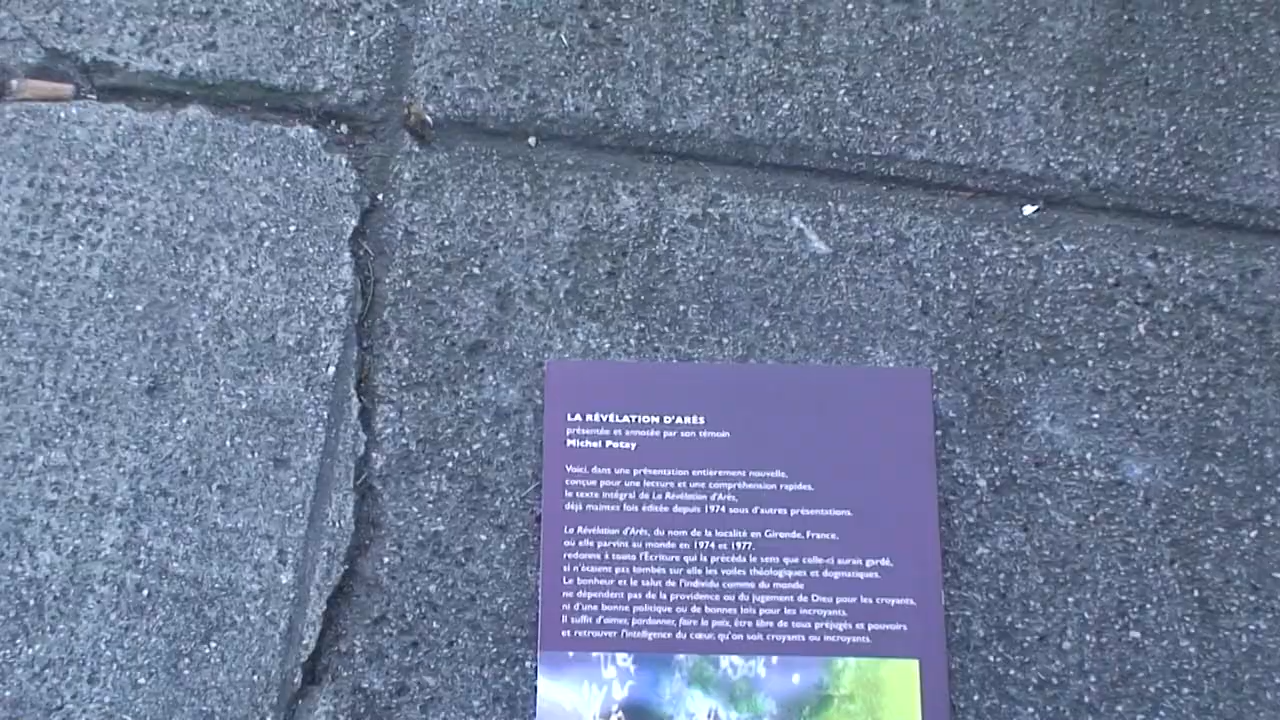 LA RÉVÉLATION D'ARÈS
présentée et annotée par son témoin
Michel Potay
Voici, dans une présentation entièrement nouvelle,
conçue pour une lecture et une compréhension rapides,
le texte intégral de La Révélation d'Arès,
déjà maintes fois éditée depuis 1974 sous d'autres présentations.
La Révélation d'Arès, du nom de la localité en Gironde, France,
où elle parvint au monde en 1974 et 1977,
redonne à toute l'Écriture qui la précéda le sens que celle-ci aurait gardé,
si n'étaient pas tombés sur elle les voiles théologiques et dogmatiques.
Le bonheur et le salut de l'individu comme du monde
ne dépendent pas de la providence ou du jugement de Dieu pour les croyants,
ni d'une bonne politique ou de bonnes lois pour les incroyants.
Il suffit d'aimer, pardonner, faire la paix, être libre de tous préjugés et pouvoirs
et retrouver l'intelligence du cœur, qu'on soit croyants ou incroyants.